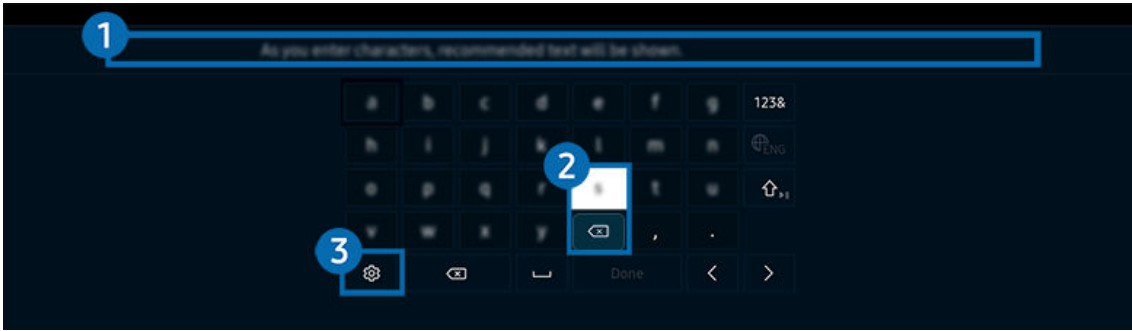 1
As you enter characters, recommended text will be shown.
a b c d e f g 123&
h i j k l m n ENG
2
o p q r s t u
v w x y , .
3
Done < >